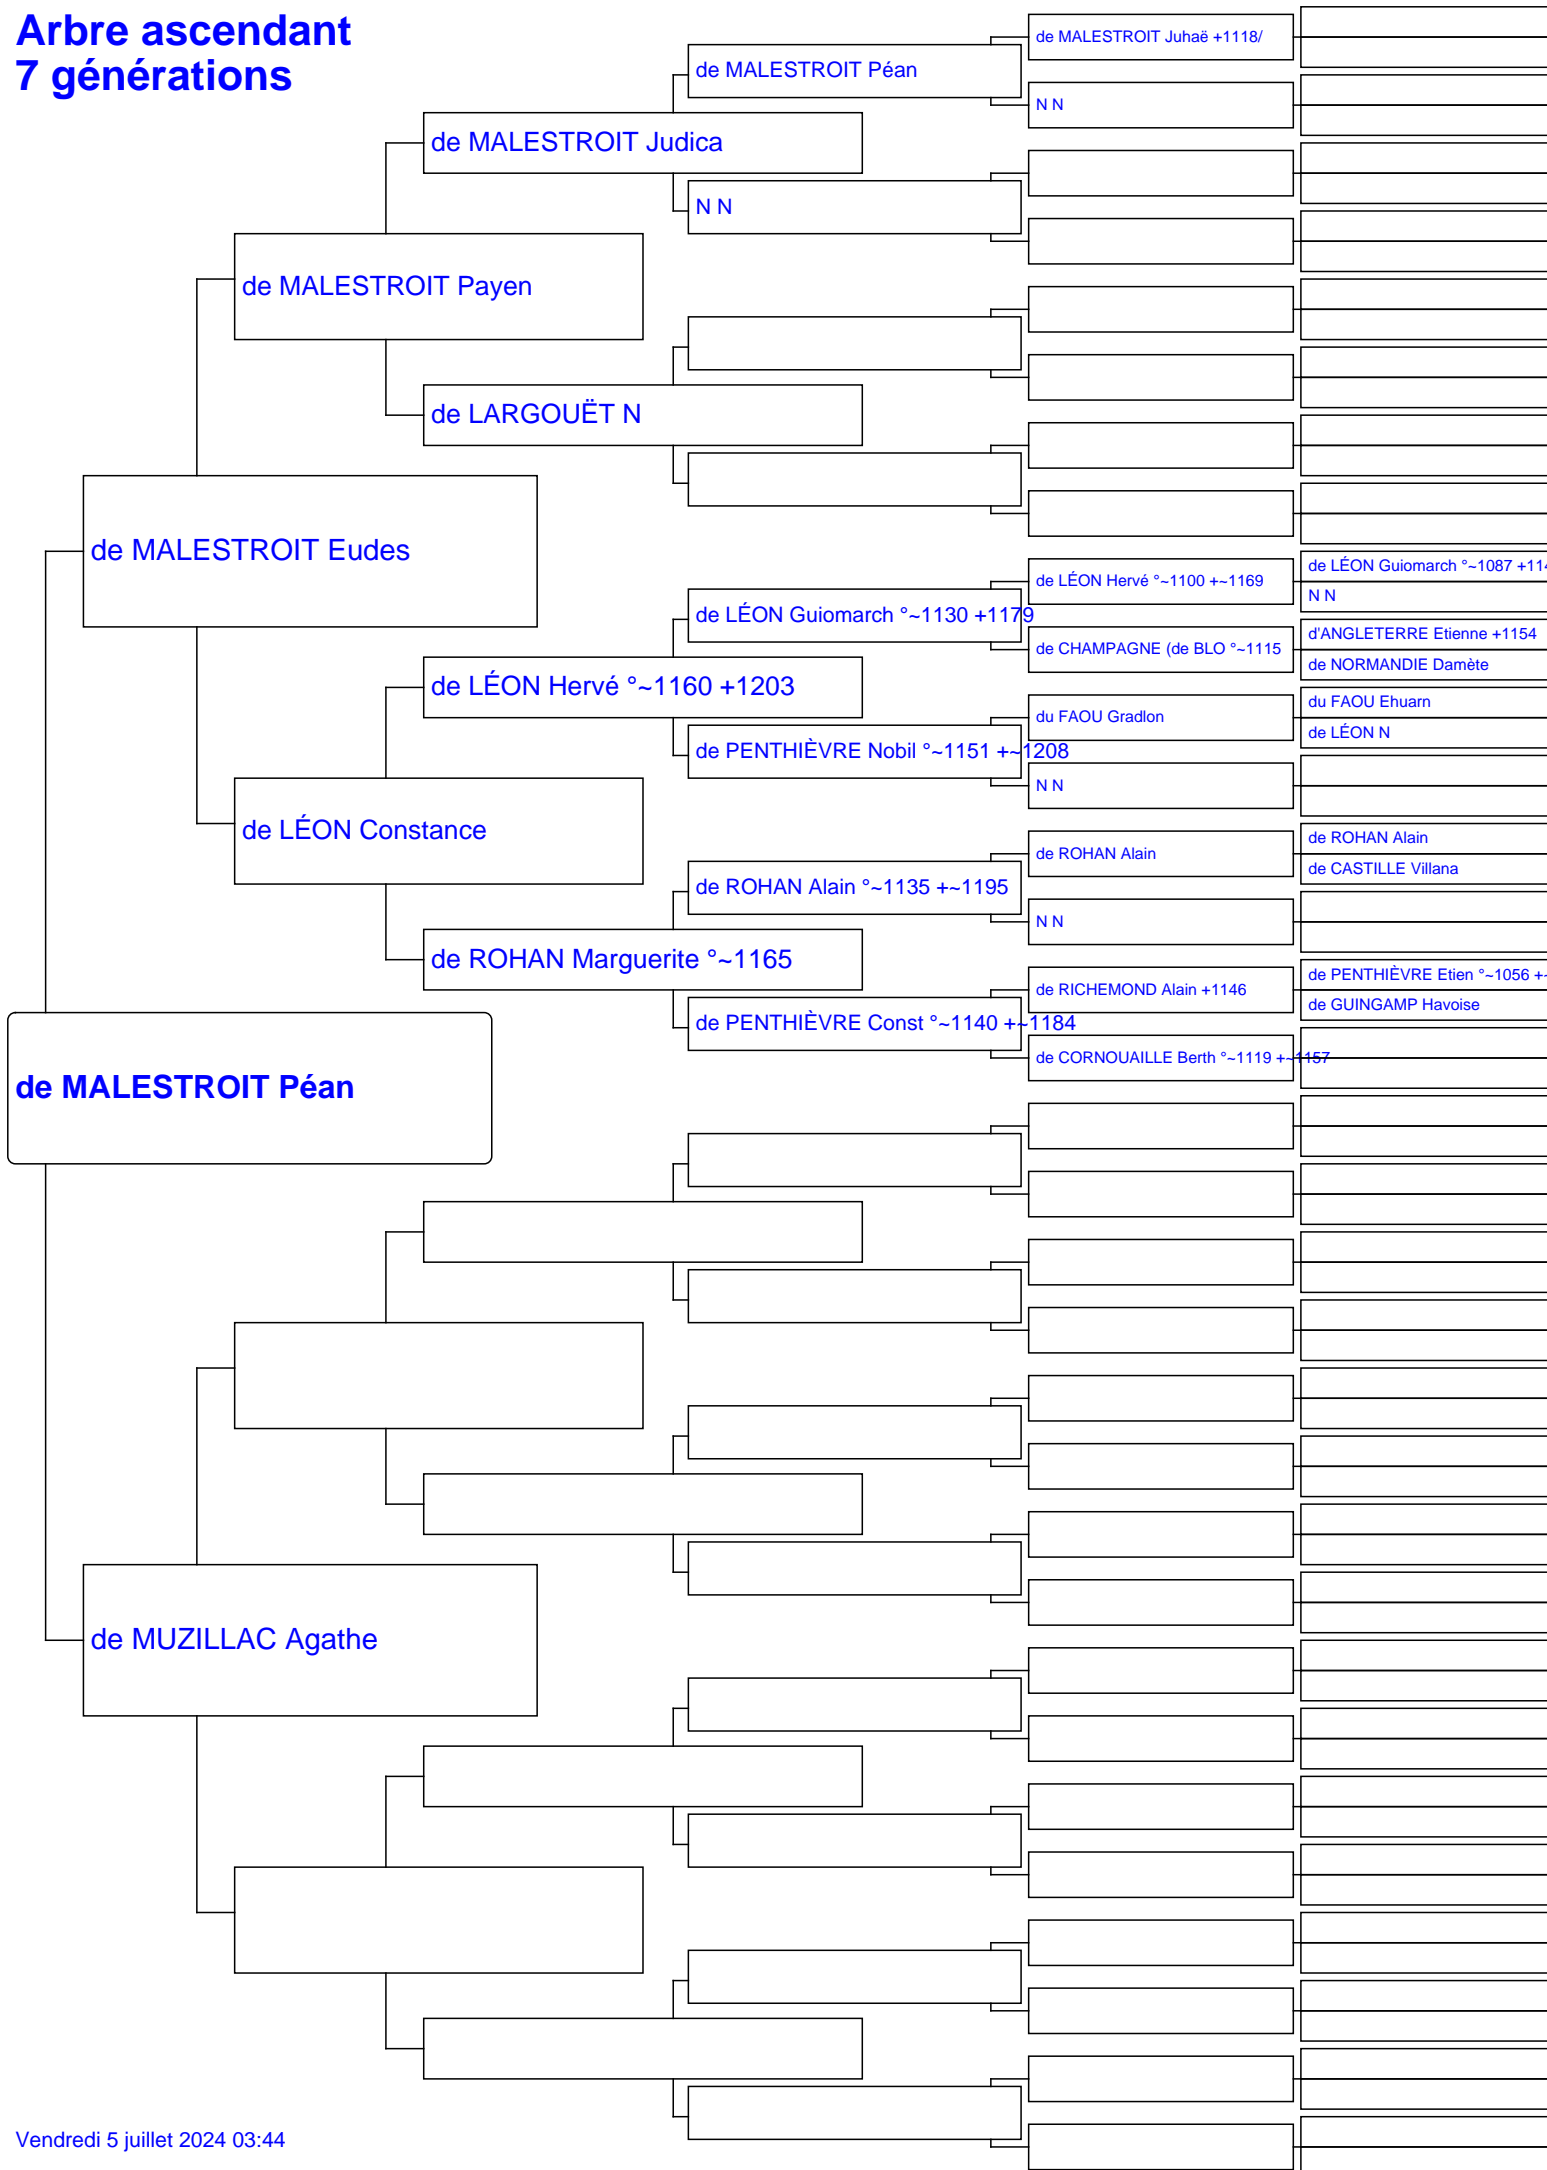 Arbre ascendant
7 générations
de MALESTROIT Péan
de MALESTROIT Eudes
de MUZILLAC Agathe
de MALESTROIT Payen
de LÉON Constance
de MALESTROIT Judica
de LARGOUËT N
de LÉON Hervé °~1160 +1203
de ROHAN Marguerite °~1165
de MALESTROIT Péan
N N
de LÉON Guiomarch °~1130 +1179
de PENTHIÈVRE Nobil °~1151 +~1208
de ROHAN Alain °~1135 +~1195
de PENTHIÈVRE Const °~1140 +~1184
de MALESTROIT Juhaë +1118/
N N
de LÉON Hervé °~1100 +~1169
de CHAMPAGNE (de BLO °~1115
du FAOU Gradlon
N N
de ROHAN Alain
N N
de RICHEMOND Alain +1146
de CORNOUAILLE Berth °~1119 +~1157
de LÉON Guiomarch °~1087
N N
d'ANGLETERRE Etienne +1154
de NORMANDIE Damète
du FAOU Ehuarn
de LÉON N
de ROHAN Alain
de CASTILLE Villana
de PENTHIÈVRE Etien °~1056
de GUINGAMP Havoise
Vendredi 5 juillet 2024 03:44